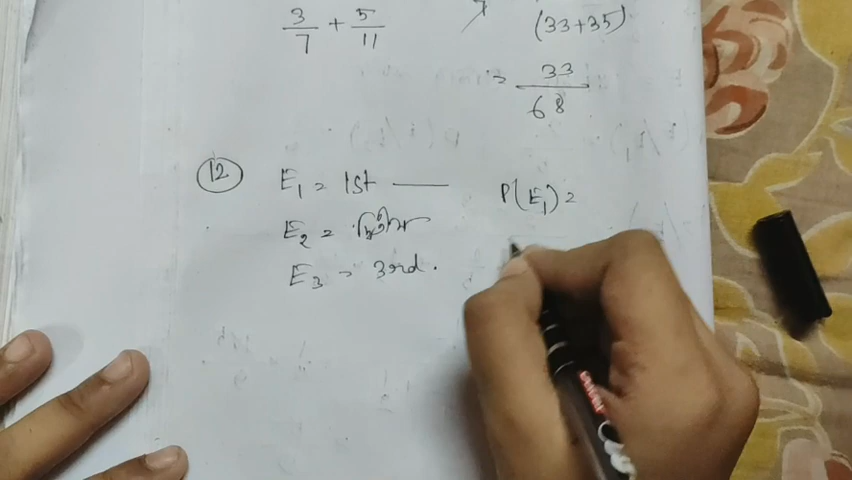 3/7 + 5/11
(33+35)
= 33/68
12 E₁ = 1st — P(E₁) =
E₂ = দ্বিতীয়
E₃ = 3rd.